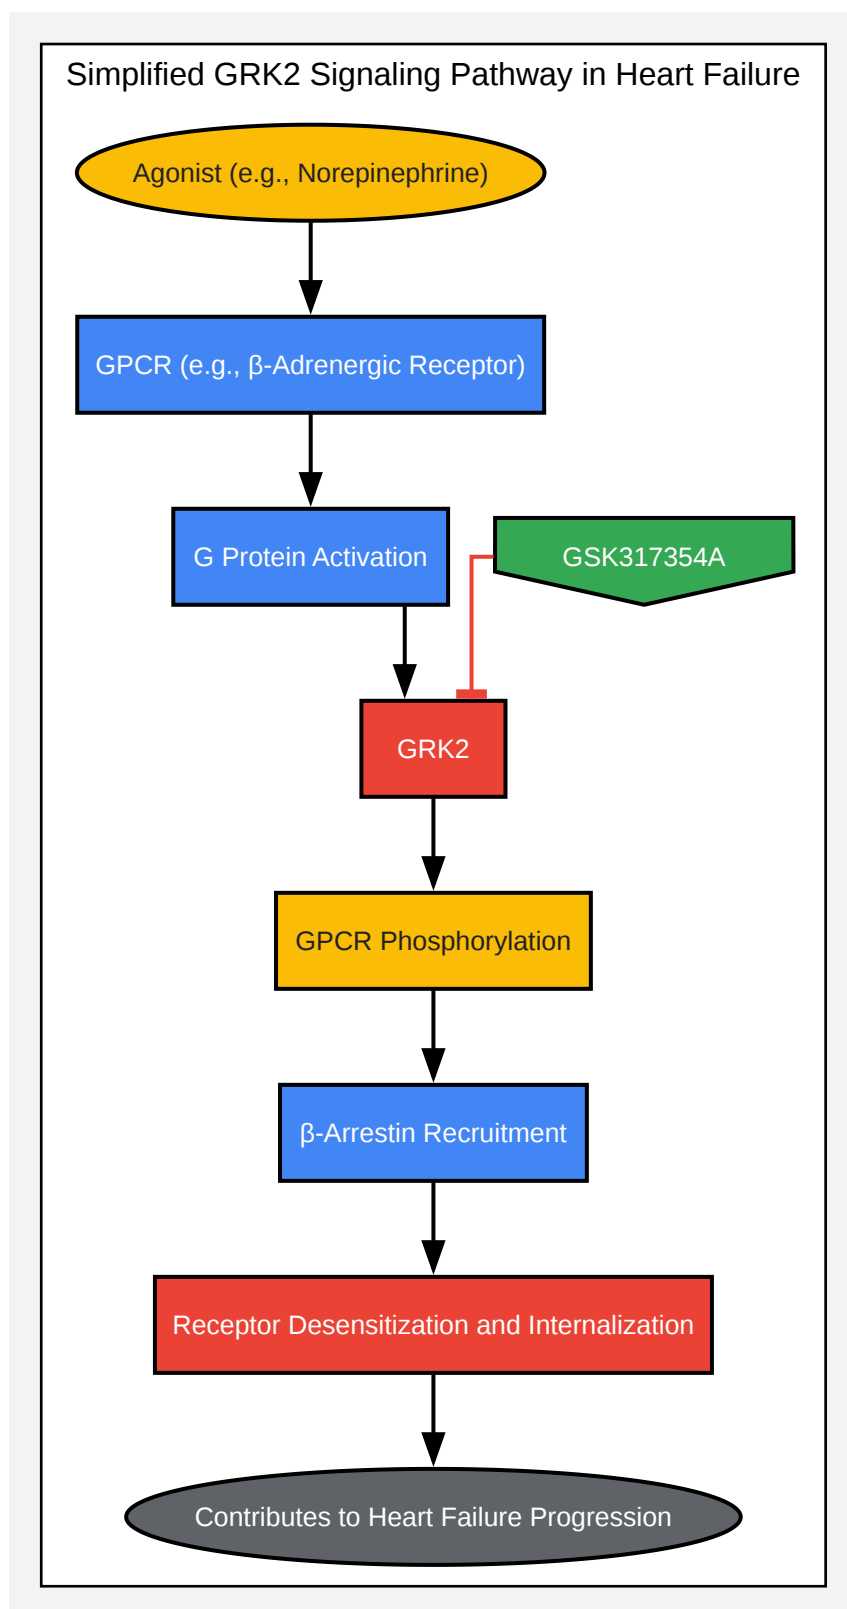 Simplified GRK2 Signaling Pathway in Heart Failure
Agonist (e.g., Norepinephrine)
GPCR (e.g., β-Adrenergic Receptor)
G Protein Activation
GSK317354A
GRK2
GPCR Phosphorylation
β-Arrestin Recruitment
Receptor Desensitization and Internalization
Contributes to Heart Failure Progression